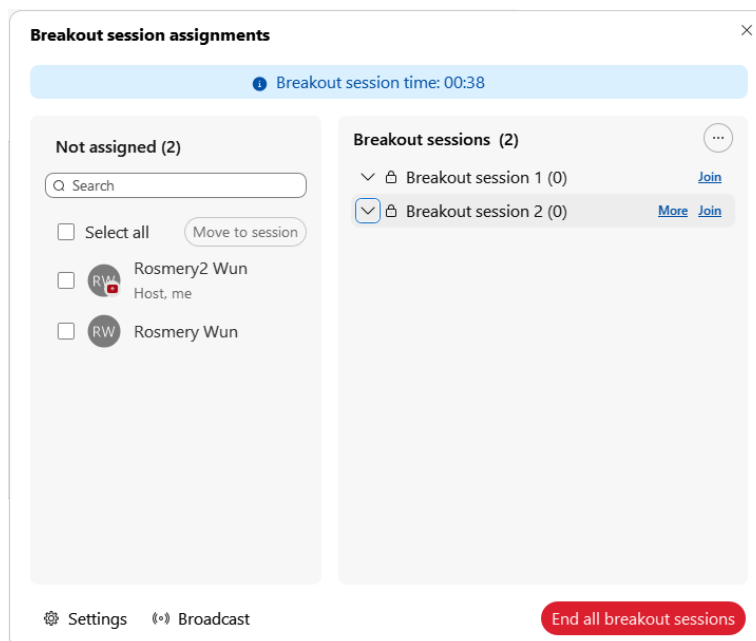 Breakout session assignments
Breakout session time: 00:38
Not assigned (2)
Search
Select all
Move to session
RW
Rosmery2 Wun
Host, me
RW
Rosmery Wun
Breakout sessions (2)
Breakout session 1 (0)
Join
Breakout session 2 (0)
More
Join
Settings
Broadcast
End all breakout sessions